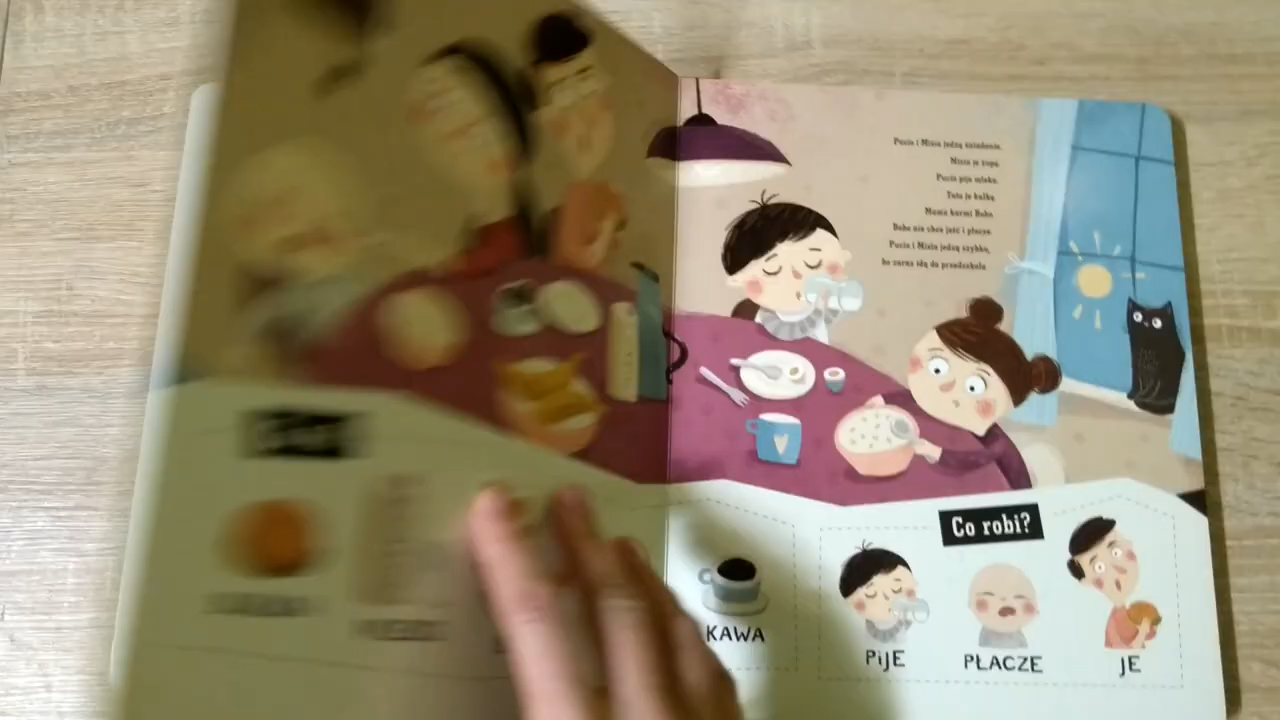 Pucio i Misia jedzą śniadanie.
Misia je zupę.
Pucio pije mleko.
Tata je bułkę.
Mama karmi Bobo.
Bobo nie chce jeść i płacze.
Pucio i Misia jedzą szybko,
bo zaraz idą do przedszkola
Co robi?
KAWA
PiJE
PŁACZE
JE